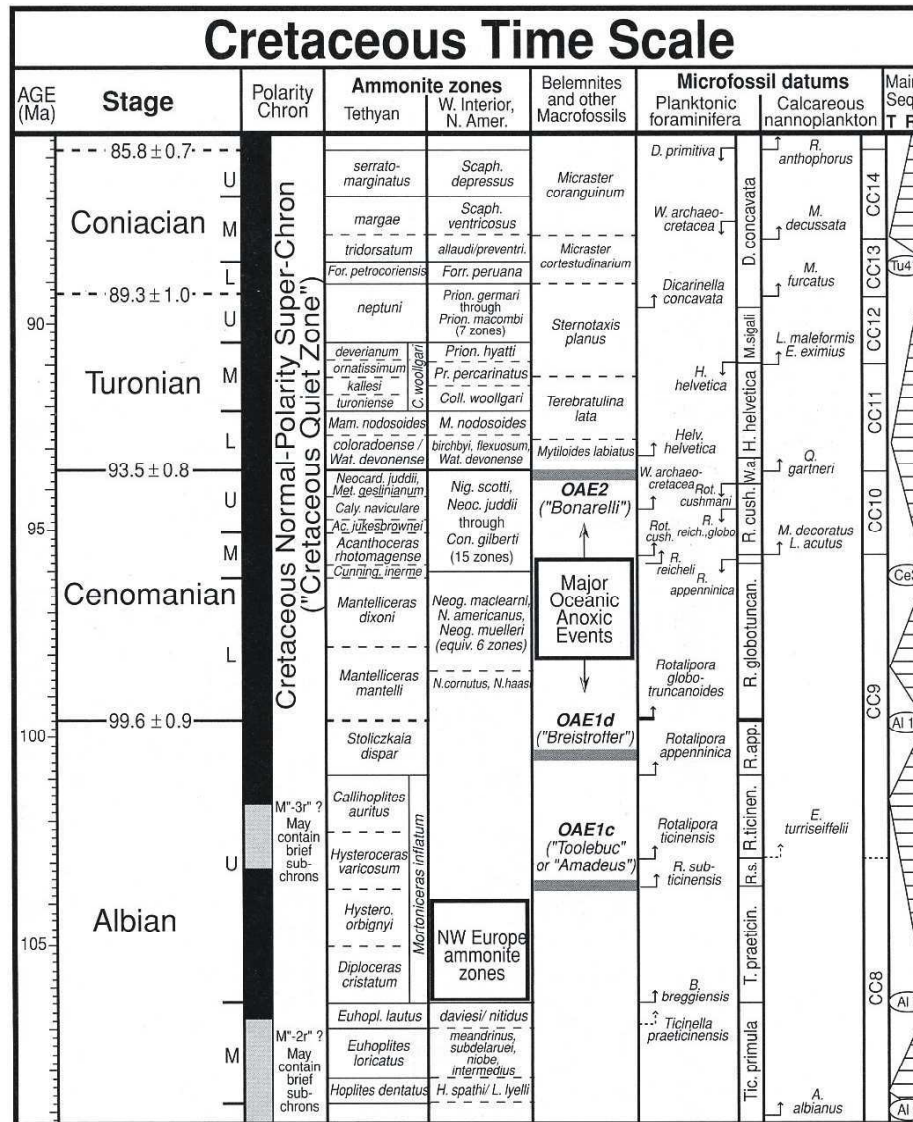 Cretaceous Time Scale
AGE
(Ma)
Stage
Polarity
Chron
Ammonite zones
Tethyan
W. Interior,
N. Amer.
Belemnites
and other
Macrofossils
Microfossil datums
Planktonic
foraminifera
Calcareous
nannoplankton
85.8 ± 0.7
Coniacian
U
M
L
89.3 ± 1.0
90
Turonian
U
M
L
93.5 ± 0.8
95
Cenomanian
U
M
L
99.6 ± 0.9
100
Albian
U
105
M
Cretaceous Normal-Polarity Super-Chron
("Cretaceous Quiet Zone")
M"-3r" ?
May
contain
brief
sub-
chrons
M"-2r" ?
May
contain
brief
sub-
chrons
serrato-
marginatus
margae
tridorsatum
For. petrocoriensis
neptuni
deverianum
ornatissimum
kallesi
turoniense
C. woollgari
Mam. nodosoides
coloradoense /
Wat. devonense
Neocard. juddii,
Met. geslinianum
Caly. naviculare
Ac. jukesbrownei
Acanthoceras
rhotomagense
Cunning. inerme
Mantelliceras
dixoni
Mantelliceras
mantelli
Stoliczkaia
dispar
Callihoplites
auritus
Hysteroceras
varicosum
Hystero.
orbignyi
Diploceras
cristatum
Mortoniceras inflatum
Euhopl. lautus
Euhoplites
loricatus
Hoplites dentatus
Scaph.
depressus
Scaph.
ventricosus
allaudi/preventri.
Forr. peruana
Prion. germari
through
Prion. macombi
(7 zones)
Prion. hyatti
Pr. percarinatus
Coll. woollgari
M. nodosoides
birchbyi, flexuosum,
Wat. devonense
Nig. scotti,
Neoc. juddii
through
Con. gilberti
(15 zones)
Neog. maclearni,
N. americanus,
Neog. muelleri
(equiv. 6 zones)
N.cornutus, N.haasi
NW Europe
ammonite
zones
daviesi/ nitidus
meandrinus,
subdelaruei,
niobe,
intermedius
H. spathi/ L. lyelli
Micraster
coranguinum
Micraster
cortestudinarium
Sternotaxis
planus
Terebratulina
lata
Mytiloides labiatus
OAE2
("Bonarelli")
Major
Oceanic
Anoxic
Events
OAE1d
("Breistroffer")
OAE1c
("Toolebuc"
or "Amadeus")
D. primitiva
W. archaeo-
cretacea
Dicarinella
concavata
H.
helvetica
Helv.
helvetica
W. archaeo-
cretacea
Rot.
cushmani
R.
reich.,globo.
Rot.
cush.
R.
reicheli
R.
appenninica
Rotalipora
globo-
truncanoides
Rotalipora
appenninica
Rotalipora
ticinensis
R. sub-
ticinensis
B.
breggiensis
Ticinella
praeticinensis
D. concavata
M.sigali
H. helvetica
W.a.
R. cush.
R. globotuncan.
R.app.
R.ticinen.
R.s.
T. praeticin.
Tic. primula
R.
anthophorus
M.
decussata
M.
furcatus
L. maleformis
E. eximius
Q.
gartneri
M. decoratus
L. acutus
E.
turriseiffelii
A.
albianus
CC14
CC13
CC12
CC11
CC10
CC9
CC8
Main
Seq
T R
Tu4
Al 1
Al
Al